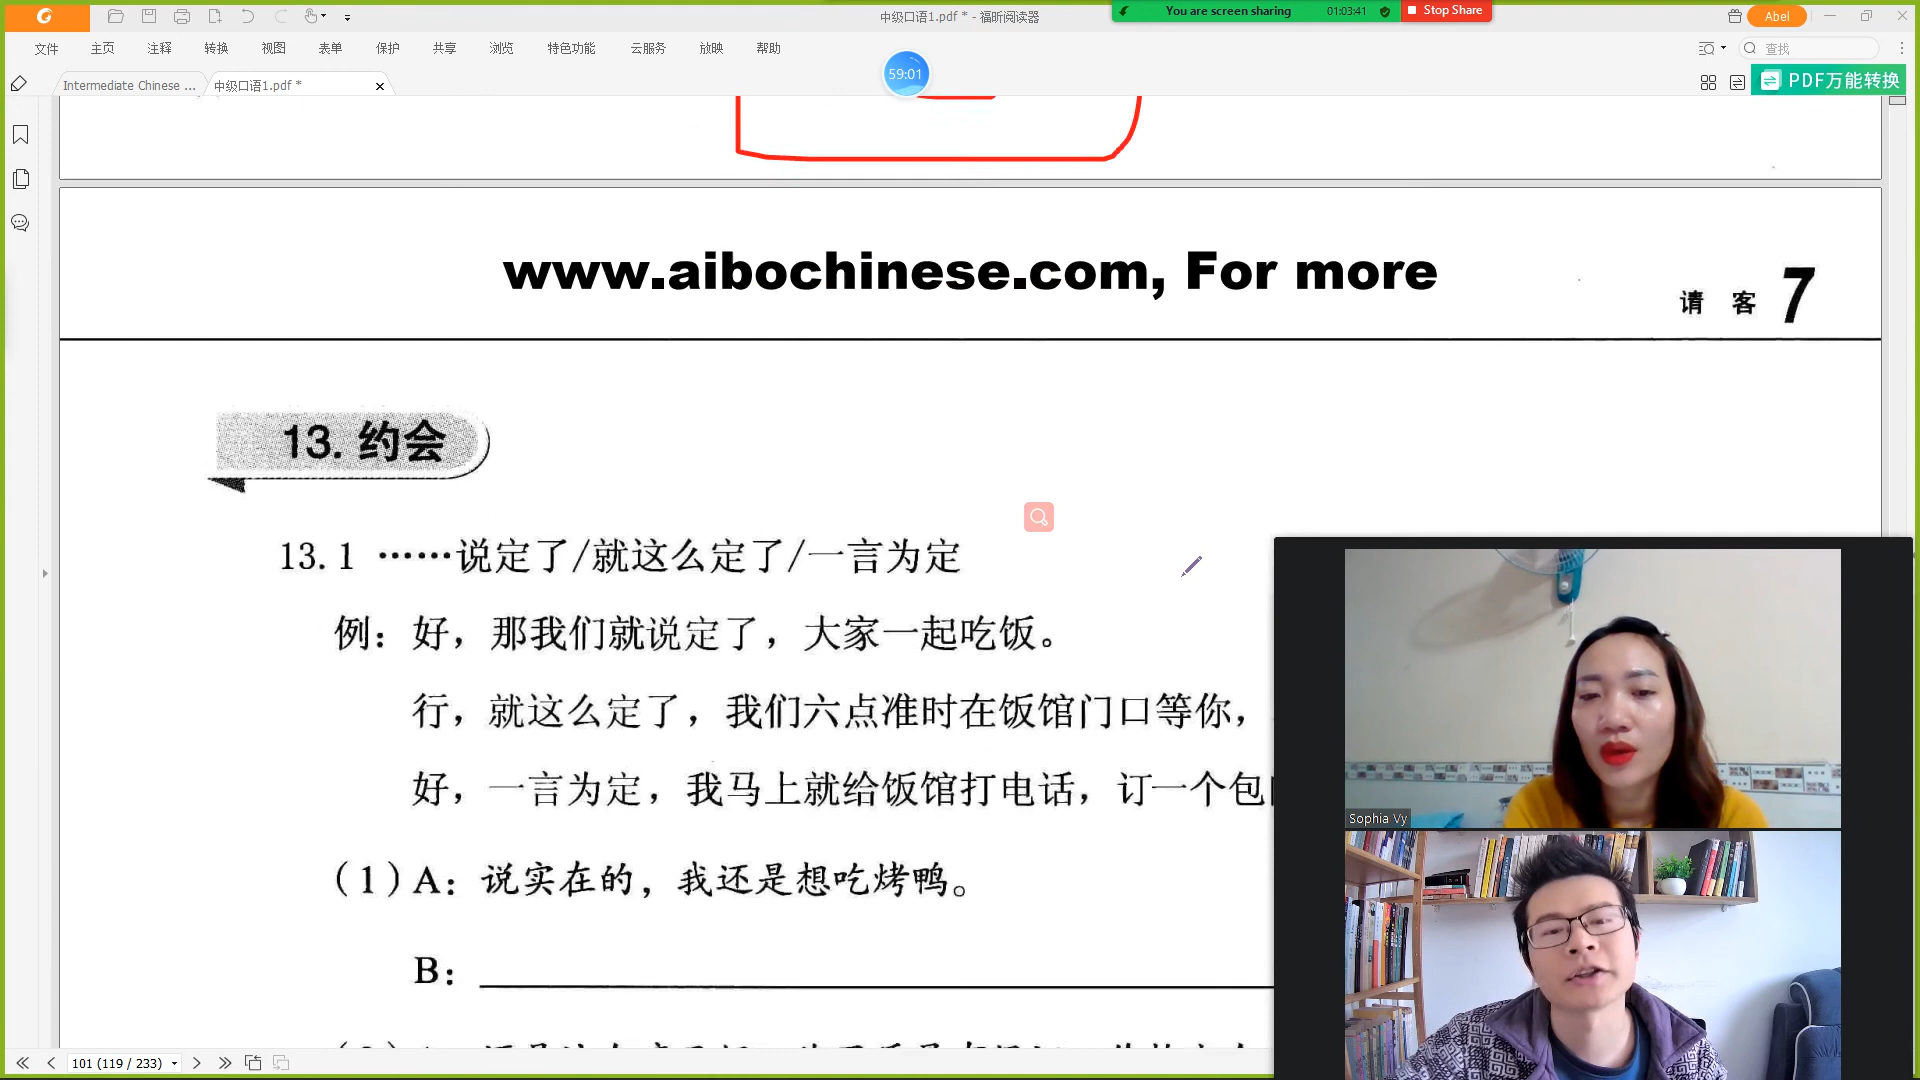 中级口语1.pdf * - 福昕阅读器
You are screen sharing
01:03:41
Stop Share
Abel
文件 主页 注释 转换 视图 表单 保护 共享 浏览 特色功能 云服务 放映 帮助
查找
59:01
Intermediate Chinese ...
中级口语1.pdf *
PDF万能转换
www.aibochinese.com, For more
请 客 7
13. 约会
13.1 ……说定了/就这么定了/一言为定
例：好，那我们就说定了，大家一起吃饭。
行，就这么定了，我们六点准时在饭馆门口等你，
好，一言为定，我马上就给饭馆打电话，订一个包
（1）A：说实在的，我还是想吃烤鸭。
B：
Sophia Vy
101 (119 / 233)